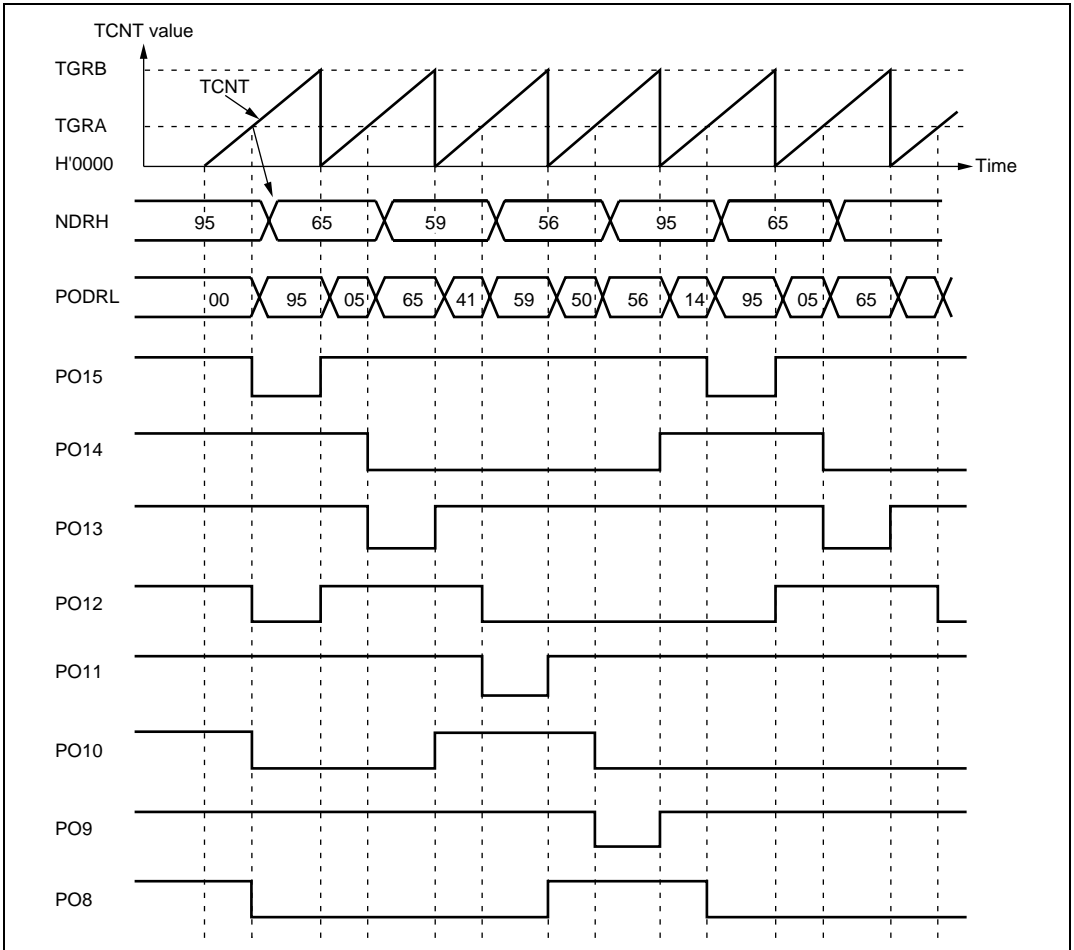 TCNT value
TGRB
TCNT
TGRA
H'0000
Time
NDRH 95 65 59 56 95 65
PODRL 00 95 05 65 41 59 50 56 14 95 05 65
PO15
PO14
PO13
PO12
PO11
PO10
PO9
PO8